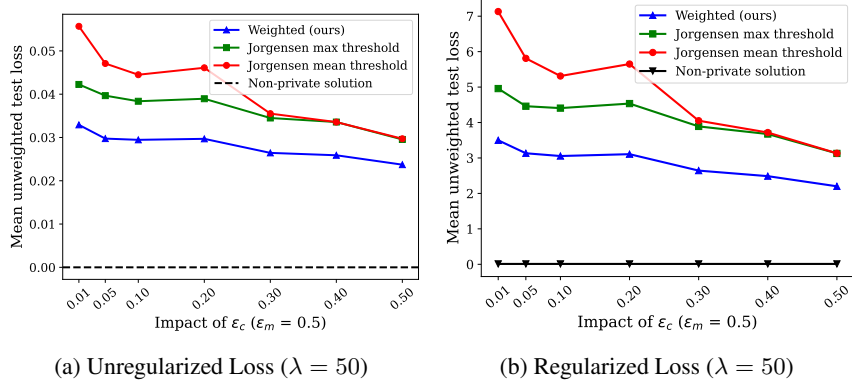 Weighted (ours)
Jorgensen max threshold
Jorgensen mean threshold
Non-private solution
Mean unweighted test loss
0.05
0.04
0.03
0.02
0.01
0.00
0.01 0.05 0.10 0.20 0.30 0.40 0.50
Impact of εc (εm = 0.5)
(a) Unregularized Loss (λ = 50)
Weighted (ours)
Jorgensen max threshold
Jorgensen mean threshold
Non-private solution
Mean unweighted test loss
7
6
5
4
3
2
1
0
0.01 0.05 0.10 0.20 0.30 0.40 0.50
Impact of εc (εm = 0.5)
(b) Regularized Loss (λ = 50)